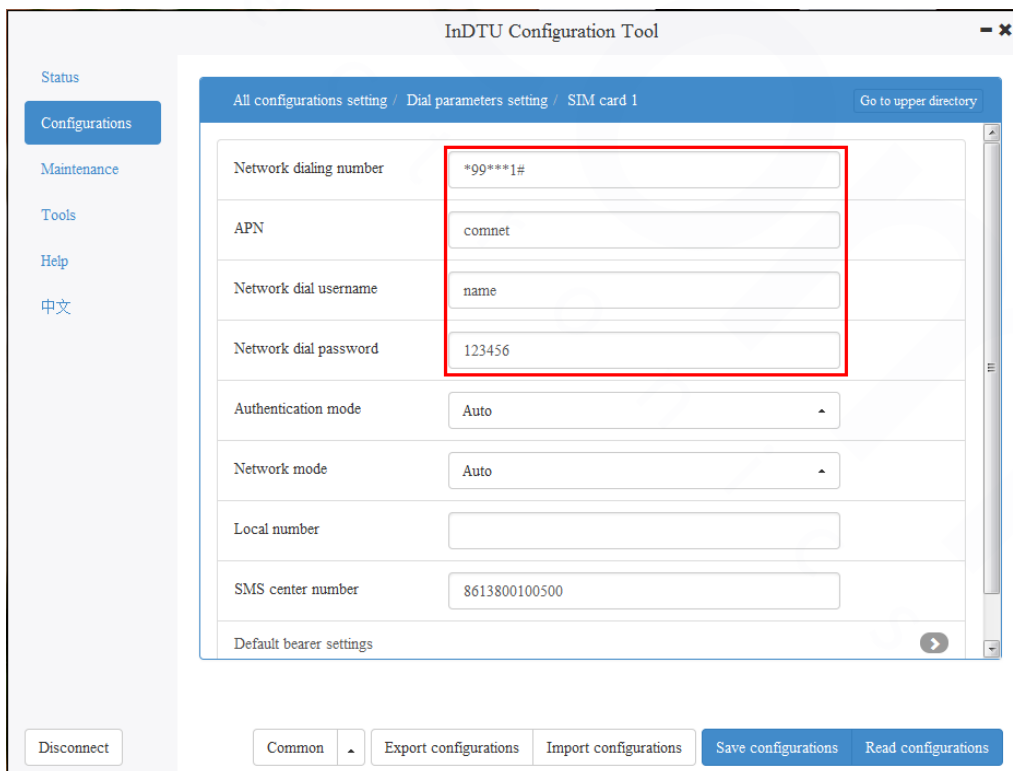 InDTU Configuration Tool
Status
Configurations
Maintenance
Tools
Help
中文
All configurations setting / Dial parameters setting / SIM card 1
Go to upper directory
Network dialing number *99***1#
APN comnet
Network dial username name
Network dial password 123456
Authentication mode Auto
Network mode Auto
Local number
SMS center number 8613800100500
Default bearer settings
Disconnect Common Export configurations Import configurations Save configurations Read configurations